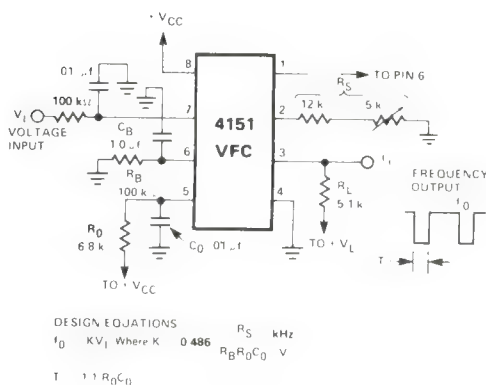 + VCC
01 µf
8
1
TO PIN 6
RS
12 k
5 k
100 kΩ
VI
VOLTAGE
INPUT
7
2
CB
1 0 µf
4151
VFC
6
3
RB
100 k
RL
5.1 k
FREQUENCY
OUTPUT
fO
5
4
RO
6.8 k
CO 01 µf
TO + VL
T
TO + VCC
DESIGN EQUATIONS
fO KVI Where K 0.486 RS kHz
RBROCO V
T 1 1 ROCO